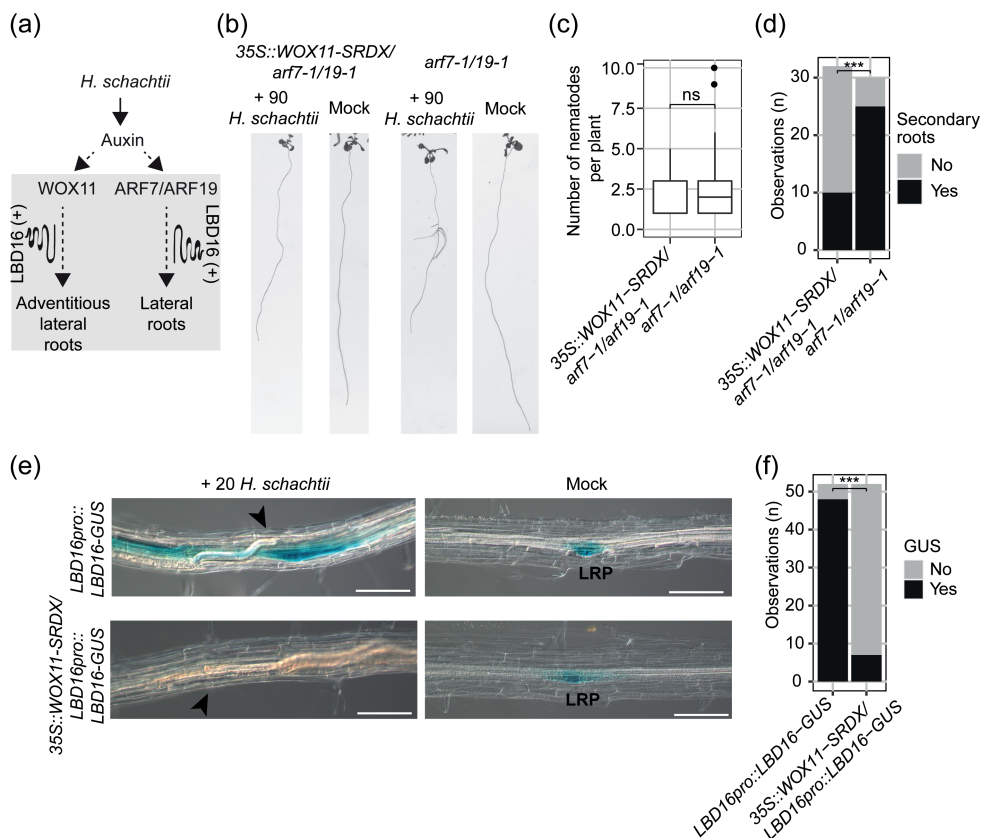 (a)
H. schachtii
Auxin
WOX11 ARF7/ARF19
LBD16 (+)
LBD16 (+)
Adventitious
lateral
roots
Lateral
roots
(b)
35S::WOX11-SRDX/
arf7-1/19-1
arf7-1/19-1
+ 90
H. schachtii
Mock
+ 90
H. schachtii
Mock
(c)
Number of nematodes
per plant
10.0
7.5
5.0
2.5
0.0
ns
35S::WOX11−SRDX/
arf7−1/arf19−1
arf7−1/arf19−1
(d)
Observations (n)
30
20
10
0
***
35S::WOX11−SRDX/
arf7−1/arf19−1
arf7−1/arf19−1
Secondary
roots
No
Yes
(e)
+ 20 H. schachtii
Mock
LBD16pro::
LBD16-GUS
LRP
35S::WOX11-SRDX/
LBD16pro::
LBD16-GUS
LRP
(f)
Observations (n)
50
40
30
20
10
0
***
LBD16pro::LBD16−GUS
35S::WOX11−SRDX/
LBD16pro::LBD16−GUS
GUS
No
Yes